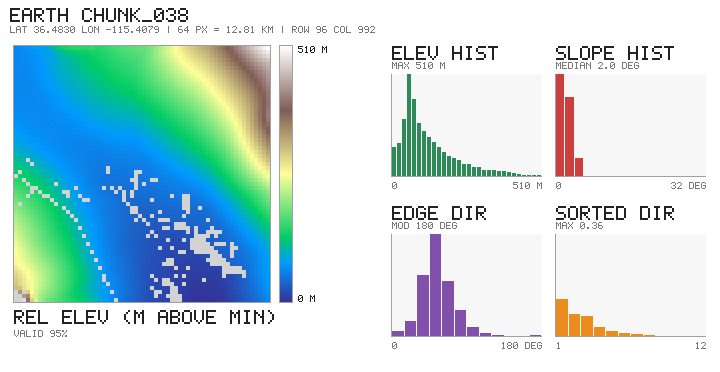 EARTH CHUNK_038
LAT 36.4830 LON -115.4079 | 64 PX = 12.81 KM | ROW 96 COL 992
510 M
0 M
REL ELEV (M ABOVE MIN)
VALID 95%
ELEV HIST
MAX 510 M
0 510 M
SLOPE HIST
MEDIAN 2.0 DEG
0 32 DEG
EDGE DIR
MOD 180 DEG
0 180 DEG
SORTED DIR
MAX 0.36
1 12